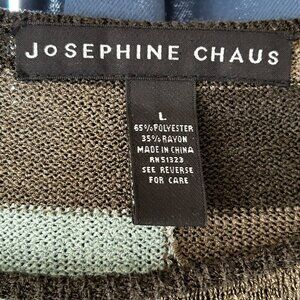 JoSEPHINE CHAUS
L
65% POLYESTER
35% RAYON
MADE IN CHINA
RN51323
SEE REVERSE
FOR CARE